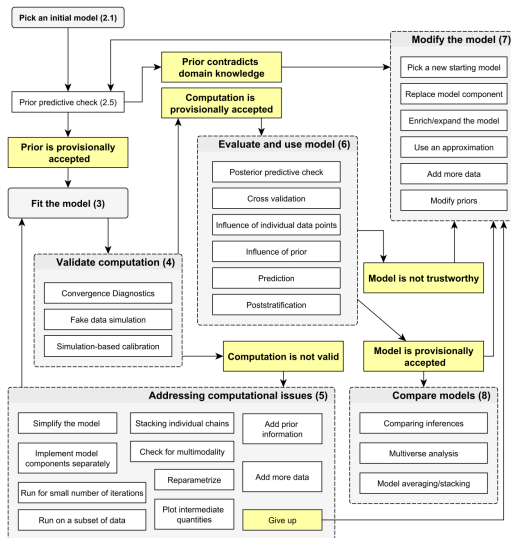 Pick an initial model (2.1)
Prior predictive check (2.5)
Prior contradicts
domain knowledge
Computation is
provisionally accepted
Prior is provisionally
accepted
Fit the model (3)
Modify the model (7)
Pick a new starting model
Replace model component
Enrich/expand the model
Use an approximation
Add more data
Modify priors
Evaluate and use model (6)
Posterior predictive check
Cross validation
Influence of individual data points
Influence of prior
Prediction
Poststratification
Validate computation (4)
Convergence Diagnostics
Fake data simulation
Simulation-based calibration
Model is not trustworthy
Computation is not valid
Model is provisionally
accepted
Addressing computational issues (5)
Simplify the model
Implement model
components separately
Run for small number of iterations
Run on a subset of data
Stacking individual chains
Check for multimodality
Reparametrize
Plot intermediate
quantities
Add prior
information
Add more data
Give up
Compare models (8)
Comparing inferences
Multiverse analysis
Model averaging/stacking